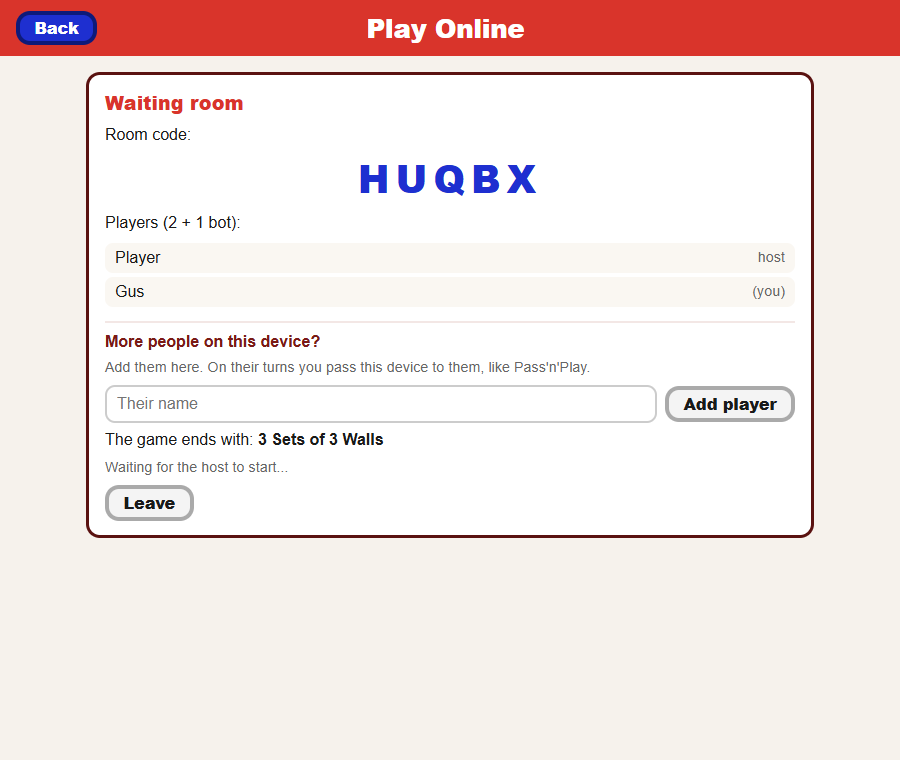 Back
Play Online
Waiting room
Room code:
HUQBX
Players (2 + 1 bot):
Player host
Gus (you)
More people on this device?
Add them here. On their turns you pass this device to them, like Pass'n'Play.
Their name
Add player
The game ends with: 3 Sets of 3 Walls
Waiting for the host to start...
Leave